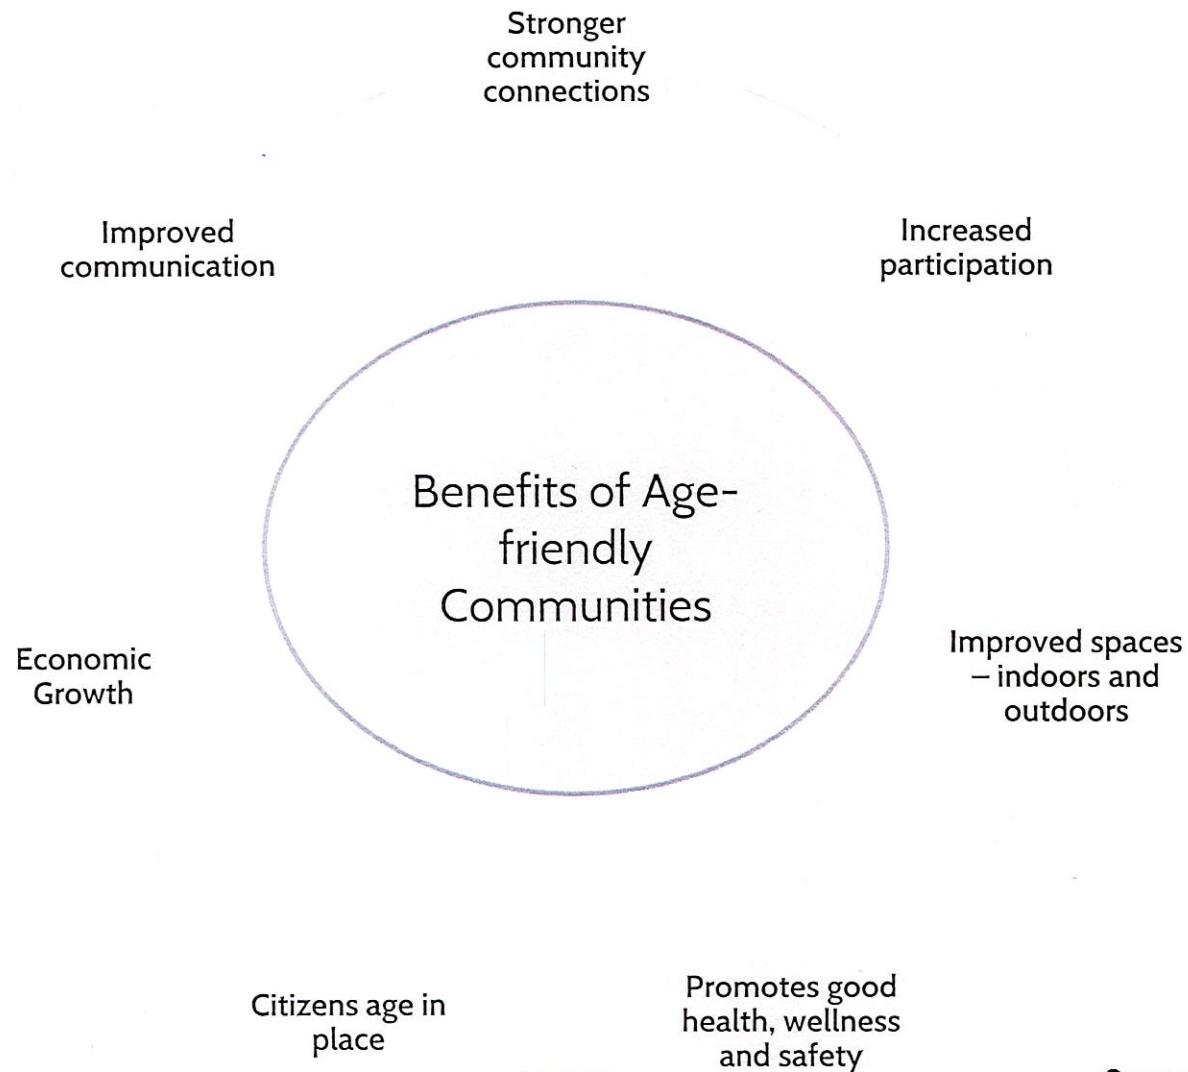 Stronger
community
connections
Increased
participation
Improved spaces
– indoors and
outdoors
Promotes good
health, wellness
and safety
Citizens age in
place
Economic
Growth
Improved
communication
Benefits of Age-
friendly
Communities